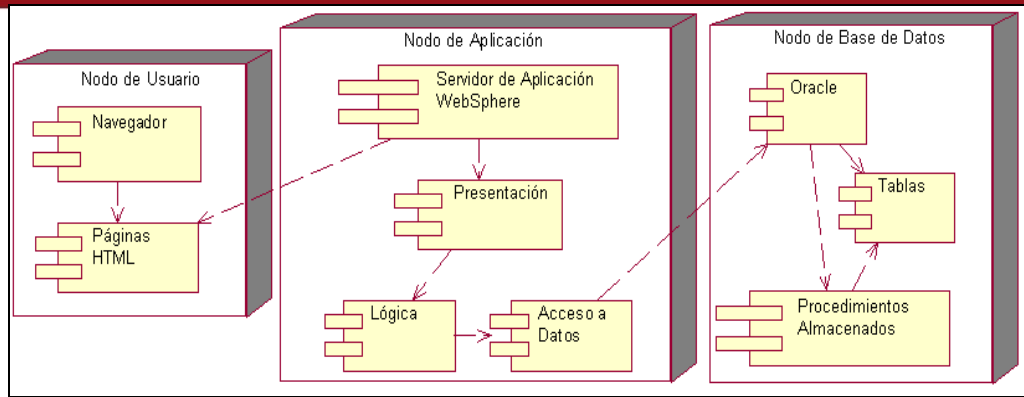 Nodo de Usuario
Navegador
Páginas
HTML
Nodo de Aplicación
Servidor de Aplicación
WebSphere
Presentación
Lógica
Acceso a
Datos
Nodo de Base de Datos
Oracle
Tablas
Procedimientos
Almacenados